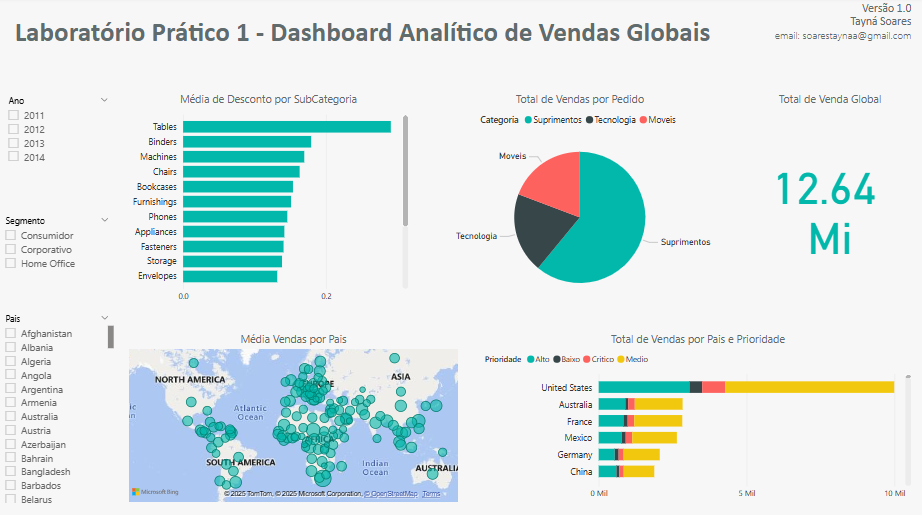 Laboratório Prático 1 - Dashboard Analítico de Vendas Globais
Versão 1.0
Tayná Soares
email: soarestaynaa@gmail.com
Ano
2011
2012
2013
2014
Segmento
Consumidor
Corporativo
Home Office
Pais
Afghanistan
Albania
Algeria
Angola
Argentina
Armenia
Australia
Austria
Azerbaijan
Bahrain
Bangladesh
Barbados
Belarus
Média de Desconto por SubCategoria
Tables
Binders
Machines
Chairs
Bookcases
Furnishings
Phones
Appliances
Fasteners
Storage
Envelopes
0.0
0.2
Total de Vendas por Pedido
Categoria Suprimentos Tecnologia Moveis
Moveis
Tecnologia
Suprimentos
Total de Venda Global
12.64
Mi
Média Vendas por Pais
NORTH AMERICA
EUROPE
ASIA
Atlantic
Ocean
AFRICA
SOUTH AMERICA
Indian
Ocean
AUSTRALIA
Microsoft Bing
© 2025 TomTom, © 2025 Microsoft Corporation, © OpenStreetMap Terms
Total de Vendas por Pais e Prioridade
Prioridade Alto Baixo Critico Medio
United States
Australia
France
Mexico
Germany
China
0 Mil
5 Mil
10 Mil